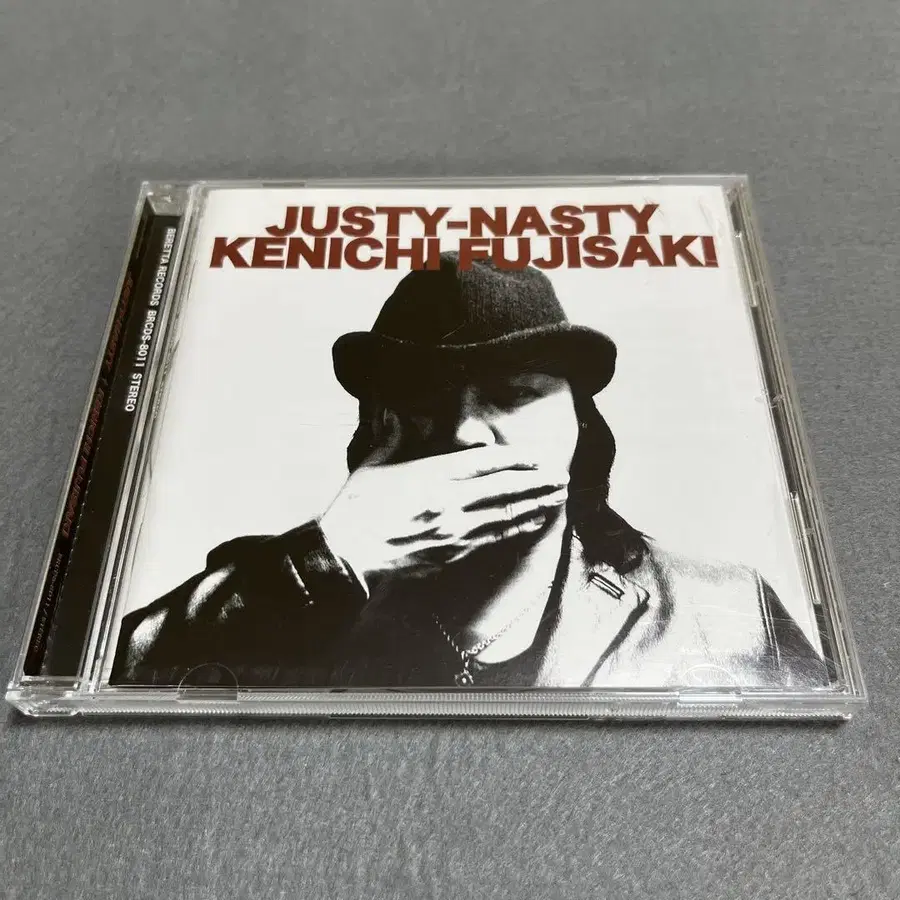 JUSTY-NASTY
KENICHI FUJISAKI
BERETTA RECORDS BRCDS-8011 STEREO